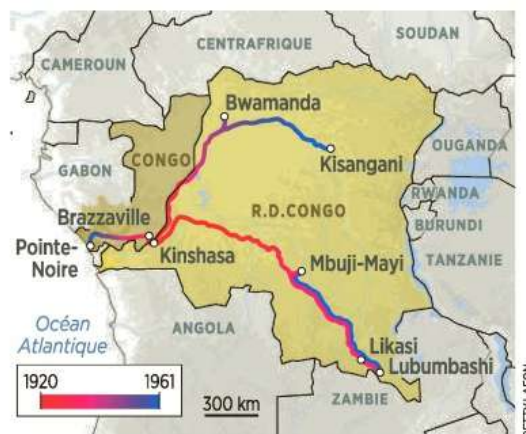 SOUDAN
CENTRAFRIQUE
CAMEROUN
Bwamanda
OUGANDA
CONGO
GABON
Kisangani
RWANDA
Brazzaville
R.D.CONGO
BURUNDI
Pointe-
Noire
Kinshasa
Mbuji-Mayi
TANZANIE
Océan
Atlantique
ANGOLA
Likasi
Lubumbashi
1920 1961
300 km
ZAMBIE